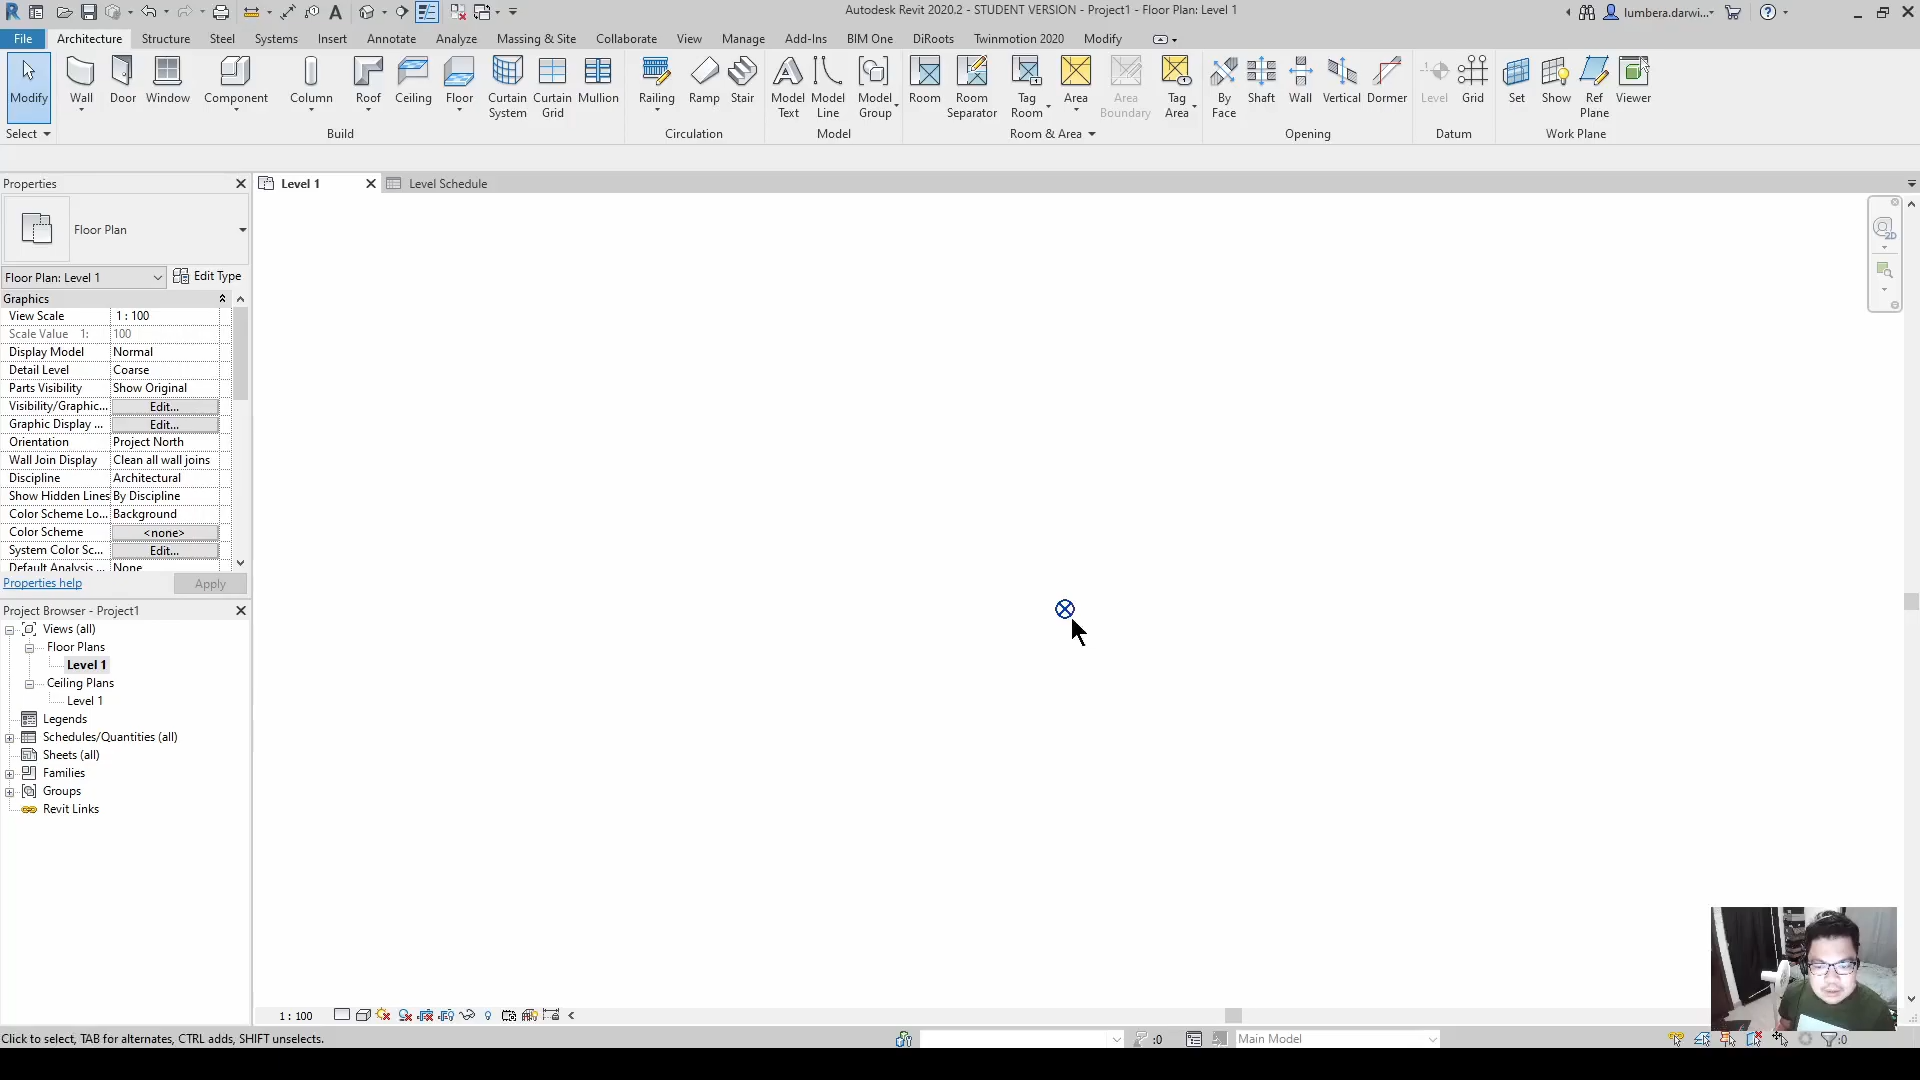 Autodesk Revit 2020.2 - STUDENT VERSION - Project1 - Floor Plan: Level 1
lumbera.darwi...
File
Architecture
Structure
Steel
Systems
Insert
Annotate
Analyze
Massing & Site
Collaborate
View
Manage
Add-Ins
BIM One
DiRoots
Twinmotion 2020
Modify
Modify
Wall
Door
Window
Component
Column
Roof
Ceiling
Floor
Curtain System
Curtain Grid
Mullion
Railing
Ramp
Stair
Model Text
Model Line
Model Group
Room
Room Separator
Tag Room
Area
Area Boundary
Tag Area
By Face
Shaft
Wall
Vertical
Dormer
Level
Grid
Set
Show
Ref Plane
Viewer
Select
Build
Circulation
Model
Room & Area
Opening
Datum
Work Plane
Properties
Level 1
Level Schedule
Floor Plan
Floor Plan: Level 1
Edit Type
Graphics
View Scale 1 : 100
Scale Value 1: 100
Display Model Normal
Detail Level Coarse
Parts Visibility Show Original
Visibility/Graphic... Edit...
Graphic Display ... Edit...
Orientation Project North
Wall Join Display Clean all wall joins
Discipline Architectural
Show Hidden Lines By Discipline
Color Scheme Lo... Background
Color Scheme <none>
System Color Sc... Edit...
Default Analysis ... None
Properties help
Apply
Project Browser - Project1
Views (all)
Floor Plans
Level 1
Ceiling Plans
Level 1
Legends
Schedules/Quantities (all)
Sheets (all)
Families
Groups
Revit Links
1 : 100
Click to select, TAB for alternates, CTRL adds, SHIFT unselects.
:0
Main Model
:0